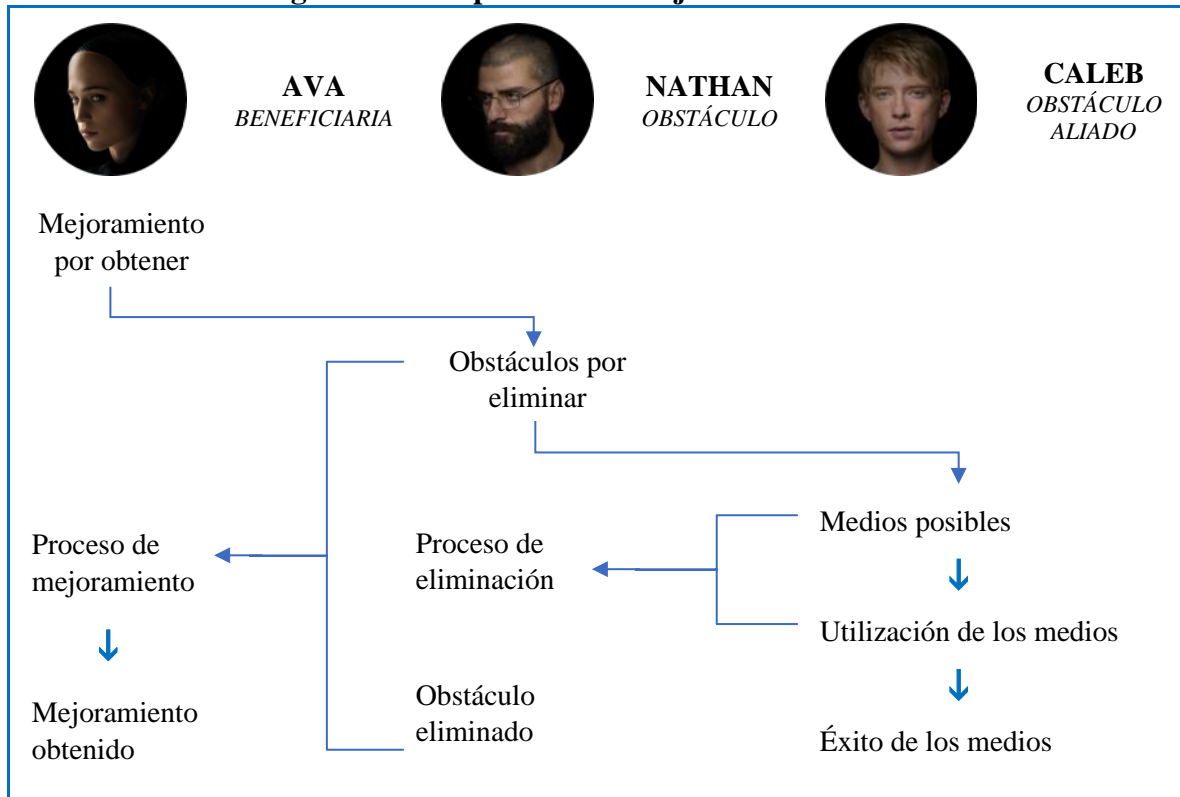 AVA
BENEFICIARIA
NATHAN
OBSTÁCULO
CALEB
OBSTÁCULO
ALIADO
Mejoramiento
por obtener
Obstáculos por
eliminar
Medios posibles
Proceso de
mejoramiento
Proceso de
eliminación
Utilización de los medios
Mejoramiento
obtenido
Obstáculo
eliminado
Éxito de los medios